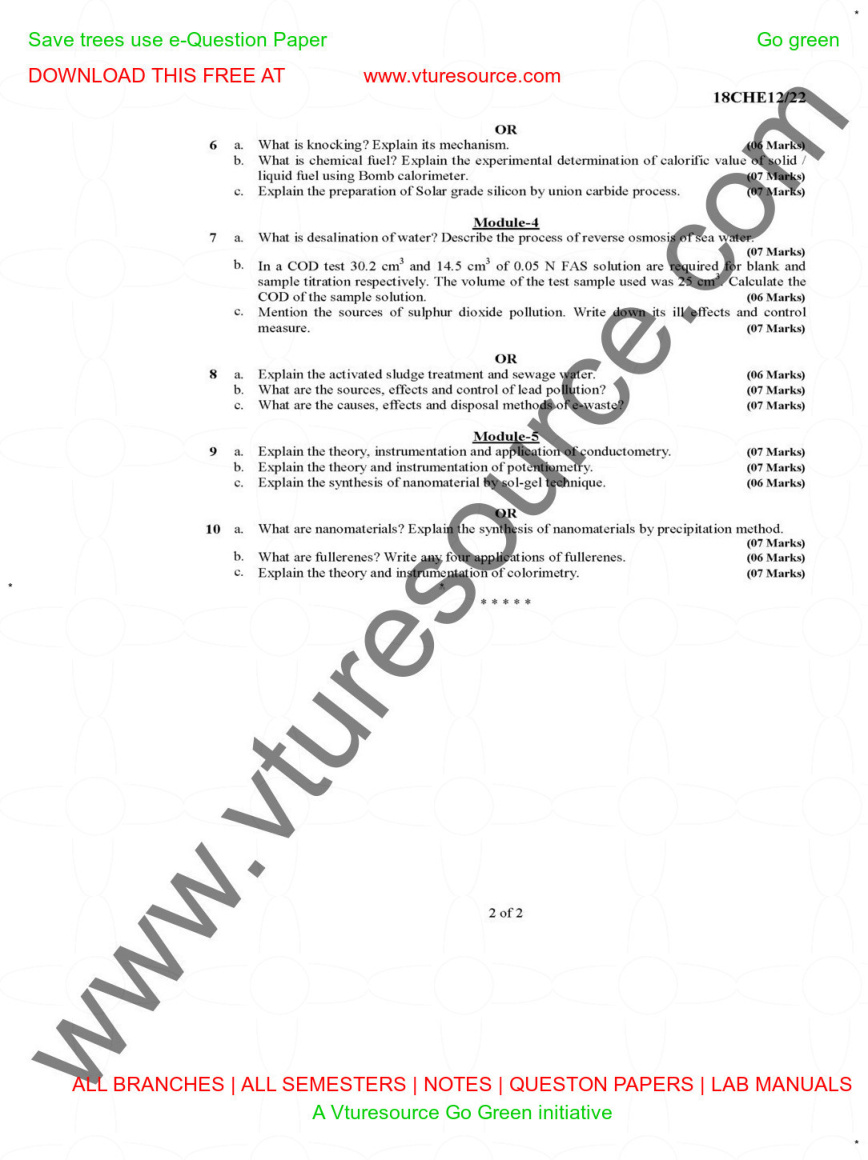 Save trees use e-Question Paper Go green
DOWNLOAD THIS FREE AT www.vturesource.com
18CHE12/22
OR
6 a. What is knocking? Explain its mechanism. (06 Marks)
b. What is chemical fuel? Explain the experimental determination of calorific value of solid /
liquid fuel using Bomb calorimeter. (07 Marks)
c. Explain the preparation of Solar grade silicon by union carbide process. (07 Marks)
Module-4
7 a. What is desalination of water? Describe the process of reverse osmosis of sea water.
(07 Marks)
b. In a COD test 30.2 cm³ and 14.5 cm³ of 0.05 N FAS solution are required for blank and
sample titration respectively. The volume of the test sample used was 25 cm³. Calculate the
COD of the sample solution. (06 Marks)
c. Mention the sources of sulphur dioxide pollution. Write down its ill effects and control
measure. (07 Marks)
OR
8 a. Explain the activated sludge treatment and sewage water. (06 Marks)
b. What are the sources, effects and control of lead pollution? (07 Marks)
c. What are the causes, effects and disposal methods of e-waste? (07 Marks)
Module-5
9 a. Explain the theory, instrumentation and application of conductometry. (07 Marks)
b. Explain the theory and instrumentation of potentiometry. (07 Marks)
c. Explain the synthesis of nanomaterial by sol-gel technique. (06 Marks)
OR
10 a. What are nanomaterials? Explain the synthesis of nanomaterials by precipitation method.
(07 Marks)
b. What are fullerenes? Write any four applications of fullerenes. (06 Marks)
c. Explain the theory and instrumentation of colorimetry. (07 Marks)
* * * * *
www.vturesource.com
2 of 2
ALL BRANCHES | ALL SEMESTERS | NOTES | QUESTON PAPERS | LAB MANUALS
A Vturesource Go Green initiative